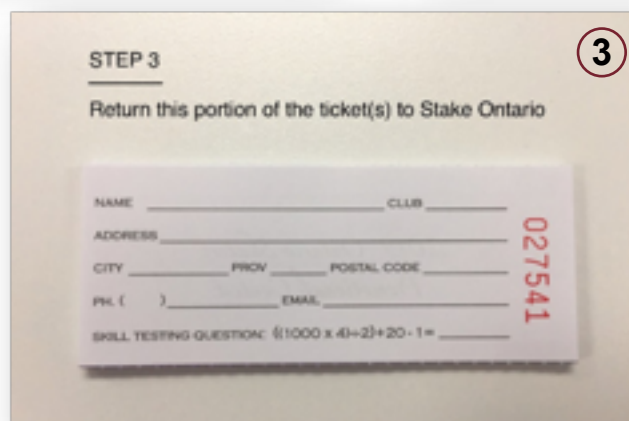 STEP 3
3
Return this portion of the ticket(s) to Stake Ontario
NAME CLUB
ADDRESS
CITY PROV POSTAL CODE
PH. ( ) EMAIL
SKILL TESTING QUESTION: ((1000 x 4)÷2)+20-1=
027541